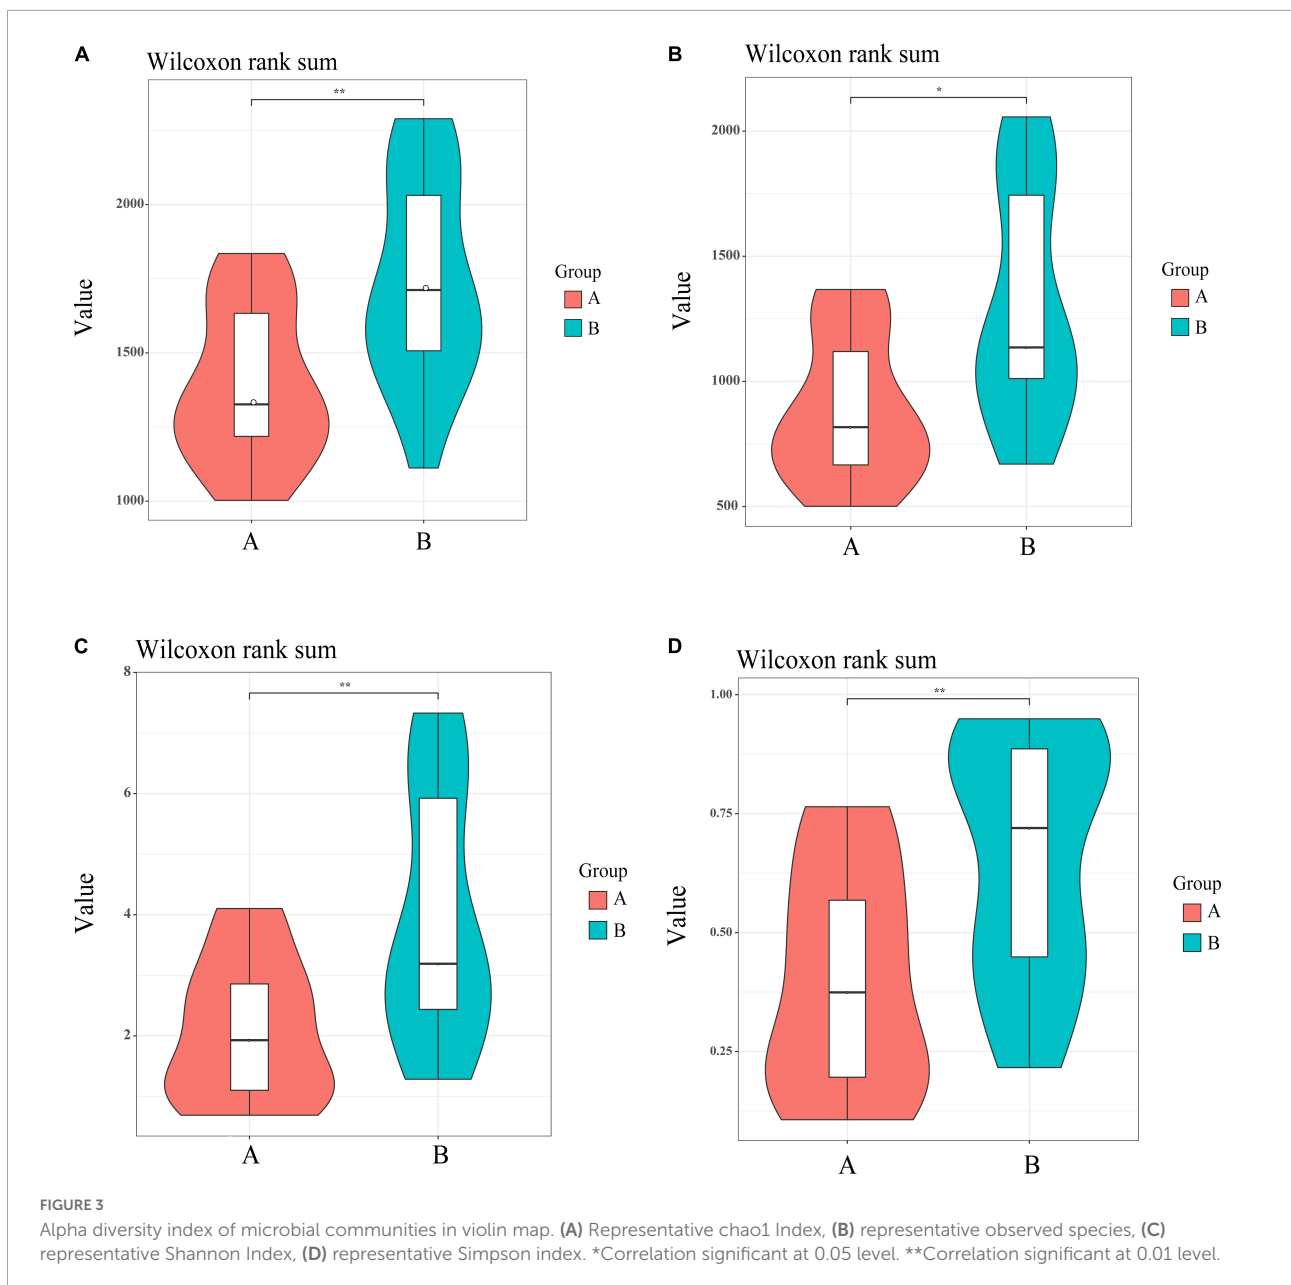 A
Wilcoxon rank sum
**
2000
1500
1000
Value
A B
Group
A
B
B
Wilcoxon rank sum
*
2000
1500
1000
500
Value
A B
Group
A
B
C
Wilcoxon rank sum
**
8
6
4
2
Value
A B
Group
A
B
D
Wilcoxon rank sum
**
1.00
0.75
0.50
0.25
Value
A B
Group
A
B
FIGURE 3
Alpha diversity index of microbial communities in violin map. (A) Representative chao1 Index, (B) representative observed species, (C)
representative Shannon Index, (D) representative Simpson index. *Correlation significant at 0.05 level. **Correlation significant at 0.01 level.